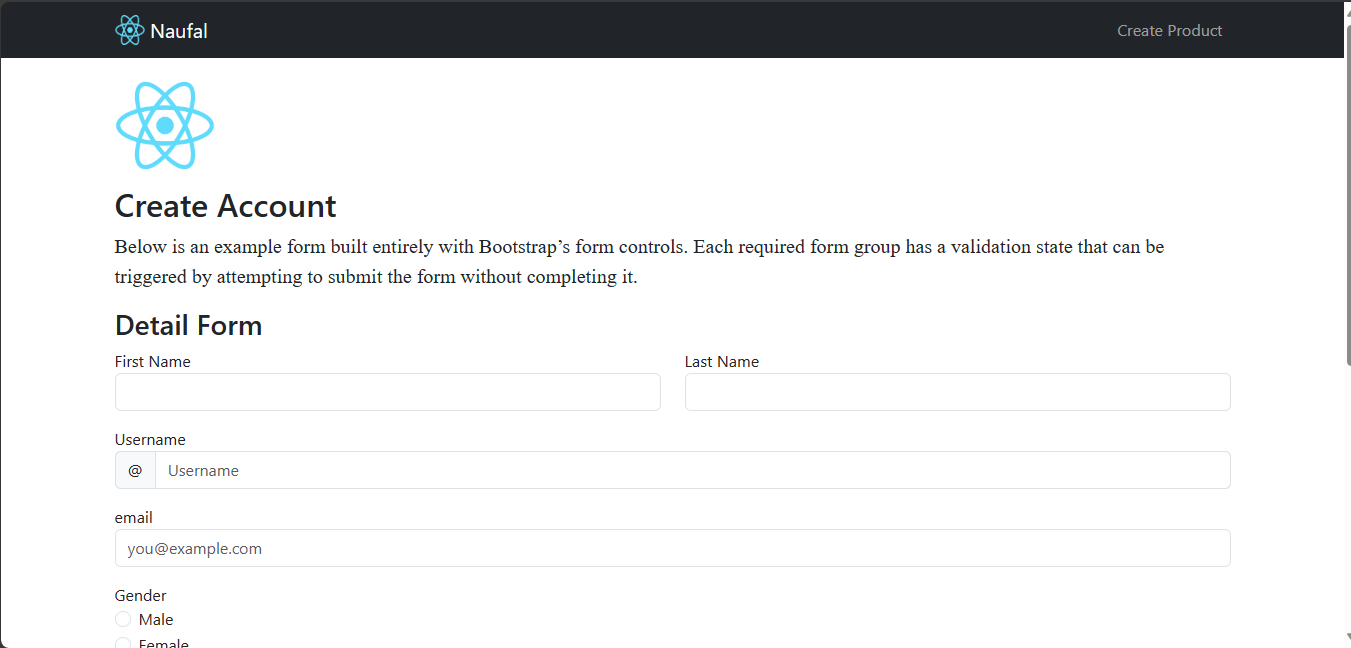 Naufal
Create Product
Create Account
Below is an example form built entirely with Bootstrap’s form controls. Each required form group has a validation state that can be
triggered by attempting to submit the form without completing it.
Detail Form
First Name
Last Name
Username
@ Username
email
you@example.com
Gender
Male
Female